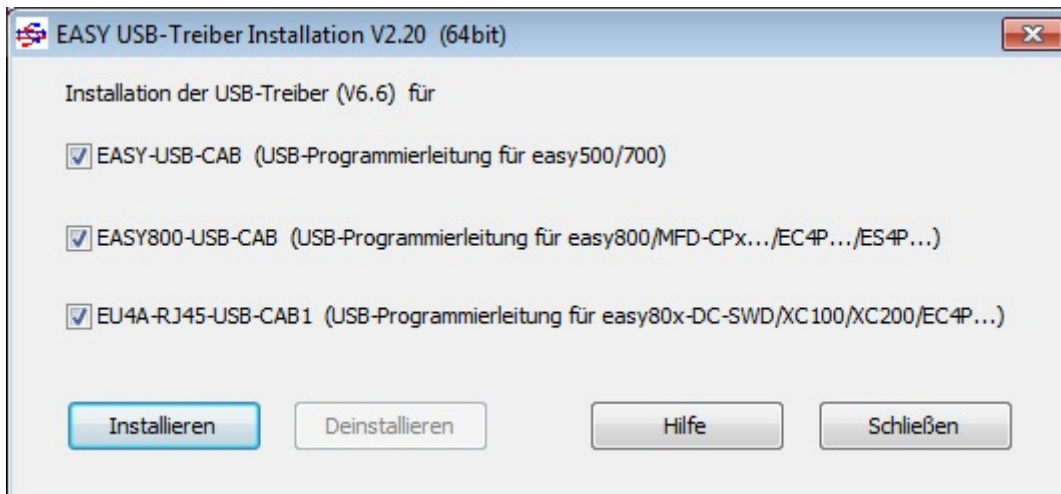 EASY USB-Treiber Installation V2.20 (64bit)
Installation der USB-Treiber (V6.6) für
EASY-USB-CAB (USB-Programmierleitung für easy500/700)
EASY800-USB-CAB (USB-Programmierleitung für easy800/MFD-CPx.../EC4P.../ES4P...)
EU4A-RJ45-USB-CAB1 (USB-Programmierleitung für easy80x-DC-SWD/XC100/XC200/EC4P...)
Installieren Deinstallieren Hilfe Schließen